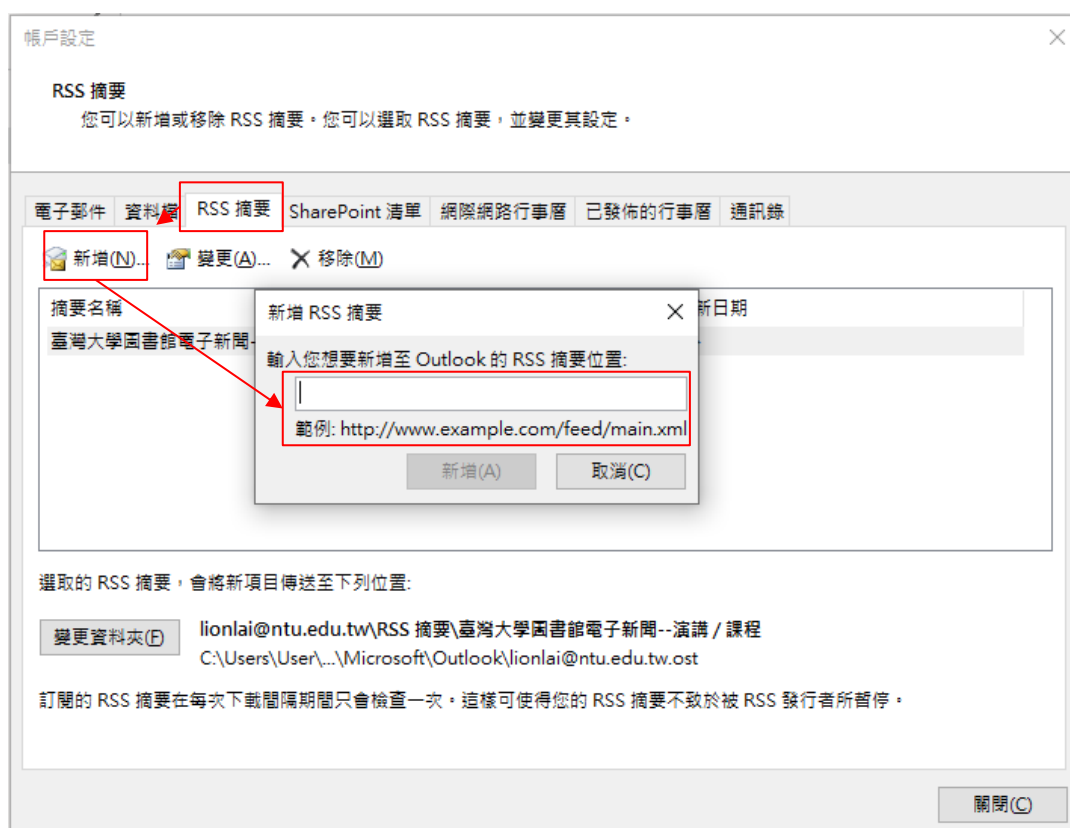 帳戶設定
RSS 摘要
您可以新增或移除 RSS 摘要。您可以選取 RSS 摘要，並變更其設定。
電子郵件 資料檔 RSS 摘要 SharePoint 清單 網際網路行事曆 已發佈的行事曆 通訊錄
新增(N)... 變更(A)... 移除(M)
摘要名稱 新日期
臺灣大學圖書館電子新聞-
新增 RSS 摘要
輸入您想要新增至 Outlook 的 RSS 摘要位置:
範例: http://www.example.com/feed/main.xml
新增(A) 取消(C)
選取的 RSS 摘要，會將新項目傳送至下列位置:
變更資料夾(F) lionlai@ntu.edu.tw\RSS 摘要\臺灣大學圖書館電子新聞--演講 / 課程
C:\Users\User\...\Microsoft\Outlook\lionlai@ntu.edu.tw.ost
訂閱的 RSS 摘要在每次下載間隔期間只會檢查一次。這樣可使得您的 RSS 摘要不致於被 RSS 發行者所暫停。
關閉(C)